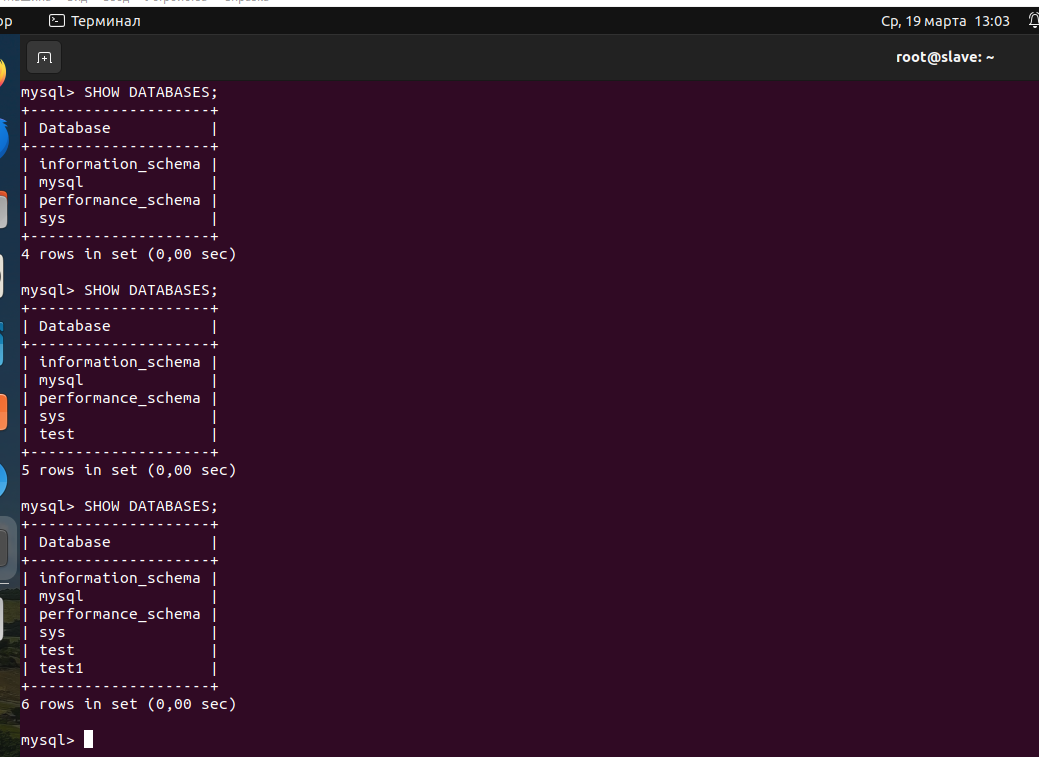 Терминал
Ср, 19 марта 13:03
root@slave: ~
mysql> SHOW DATABASES;
+--------------------+
| Database           |
+--------------------+
| information_schema |
| mysql              |
| performance_schema |
| sys                |
+--------------------+
4 rows in set (0,00 sec)
mysql> SHOW DATABASES;
+--------------------+
| Database           |
+--------------------+
| information_schema |
| mysql              |
| performance_schema |
| sys                |
| test               |
+--------------------+
5 rows in set (0,00 sec)
mysql> SHOW DATABASES;
+--------------------+
| Database           |
+--------------------+
| information_schema |
| mysql              |
| performance_schema |
| sys                |
| test               |
| test1              |
+--------------------+
6 rows in set (0,00 sec)
mysql>